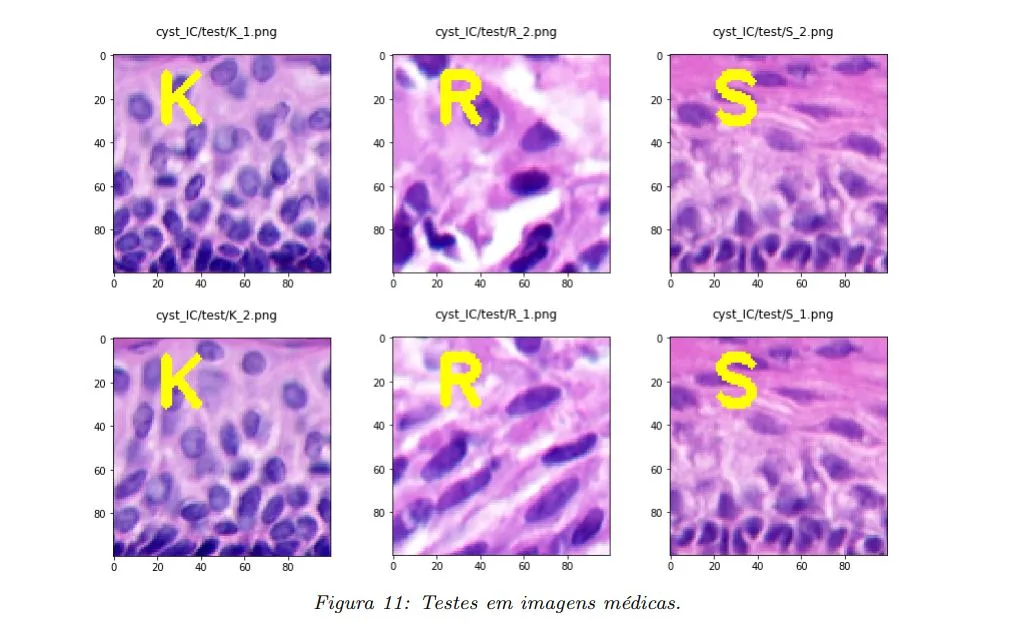 cyst_IC/test/K_1.png cyst_IC/test/R_2.png cyst_IC/test/S_2.png
K R S
0 0 0
20 20 20
40 40 40
60 60 60
80 80 80
0 20 40 60 80 0 20 40 60 80 0 20 40 60 80
cyst_IC/test/K_2.png cyst_IC/test/R_1.png cyst_IC/test/S_1.png
K R S
0 0 0
20 20 20
40 40 40
60 60 60
80 80 80
0 20 40 60 80 0 20 40 60 80 0 20 40 60 80
Figura 11: Testes em imagens médicas.